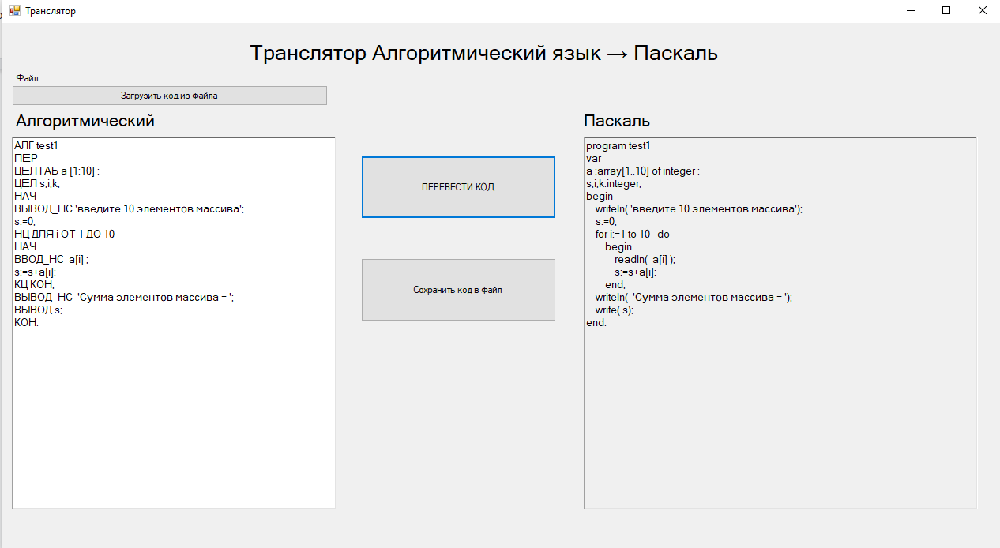 Транслятор
Транслятор Алгоритмический язык → Паскаль
Файл:
Загрузить код из файла
Алгоритмический
АЛГ test1
ПЕР
ЦЕЛТАБ a [1:10] ;
ЦЕЛ s,i,k;
НАЧ
ВЫВОД_НС 'введите 10 элементов массива';
s:=0;
НЦ ДЛЯ i ОТ 1 ДО 10
НАЧ
ВВОД_НС  a[i] ;
s:=s+a[i];
КЦ КОН;
ВЫВОД_НС  'Сумма элементов массива = ';
ВЫВОД s;
КОН.
ПЕРЕВЕСТИ КОД
Сохранить код в файл
Паскаль
program test1
var
a :array[1..10] of integer ;
s,i,k:integer;
begin
writeln( 'введите 10 элементов массива');
s:=0;
for i:=1 to 10   do
begin
readln(  a[i] );
s:=s+a[i];
end;
writeln(  'Сумма элементов массива = ');
write( s);
end.